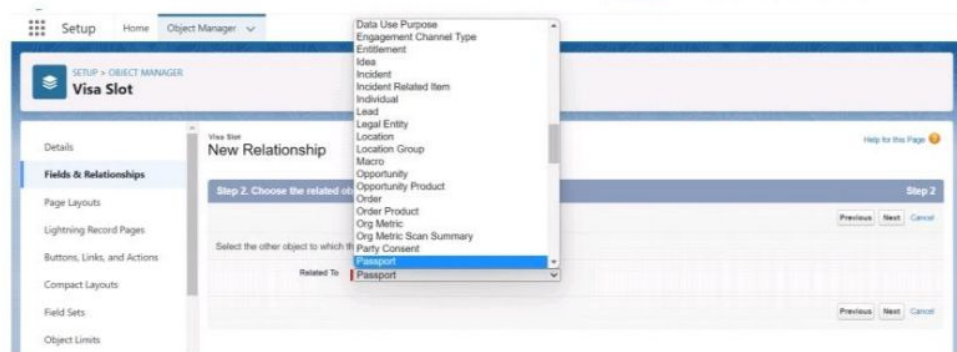 Setup Home Object Manager
SETUP > OBJECT MANAGER
Visa Slot
Details
Fields & Relationships
Page Layouts
Lightning Record Pages
Buttons, Links, and Actions
Compact Layouts
Field Sets
Object Limits
Visa Slot
New Relationship
Help for this Page
Step 2. Choose the related ob
Step 2
Previous Next Cancel
Select the other object to which th
Data Use Purpose
Engagement Channel Type
Entitlement
Idea
Incident
Incident Related Item
Individual
Lead
Legal Entity
Location
Location Group
Macro
Opportunity
Opportunity Product
Order
Order Product
Org Metric
Org Metric Scan Summary
Party Consent
Passport
Related To Passport
Previous Next Cancel